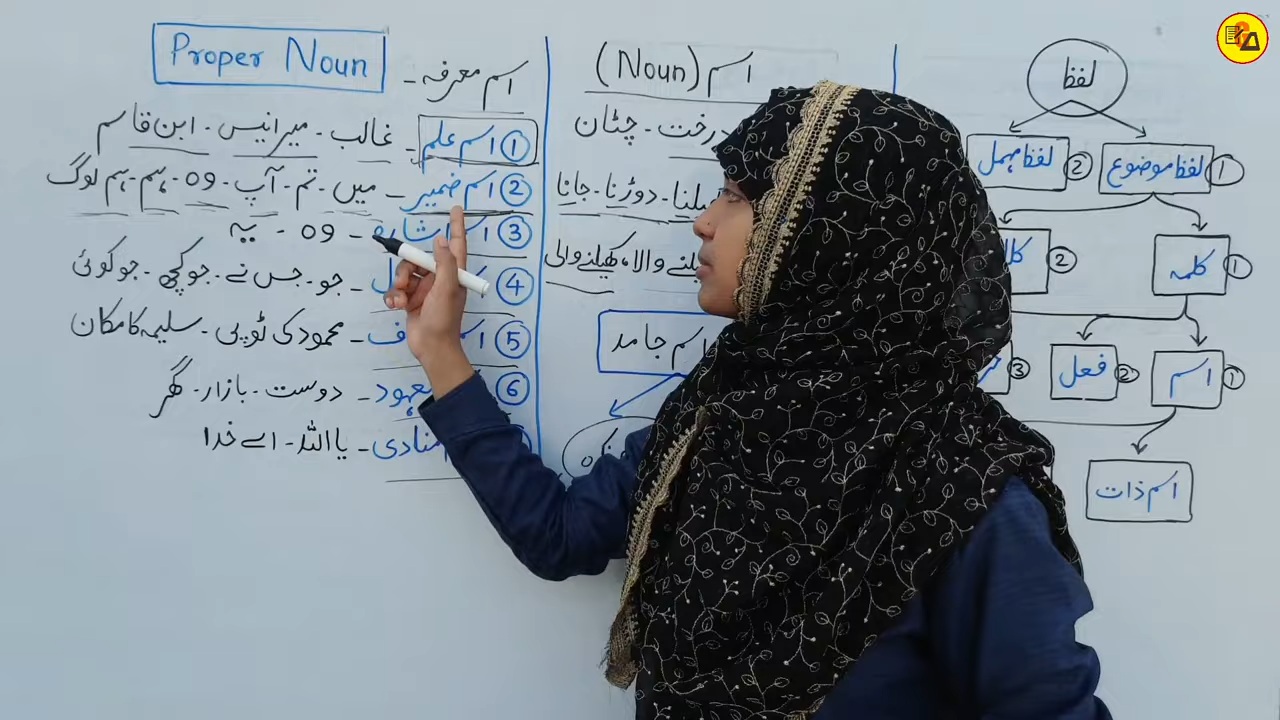 لفظ
① لفظ موضوع
② لفظ مہمل
① کلمہ
②
① اسم
② فعل
③
اسم ذات
اسم (Noun)
درخت - چٹان
دوڑنا - جانا
والا، کھیلنے والی
اسم جامد
Proper Noun
اسم معرفہ -
① اسم علم - غالب - میر انیس - ابن قاسم
② اسم ضمیر - میں - تم - آپ - وہ - ہم - ہم لوگ
③ - وہ - یہ
④ جو - جس نے - جو کچھ - جو کوئی
⑤ - محمود کی ٹوپی - سلیمہ کا مکان
⑥ - دوست - بازار - گھر
منادی - یا اللہ - اے خدا